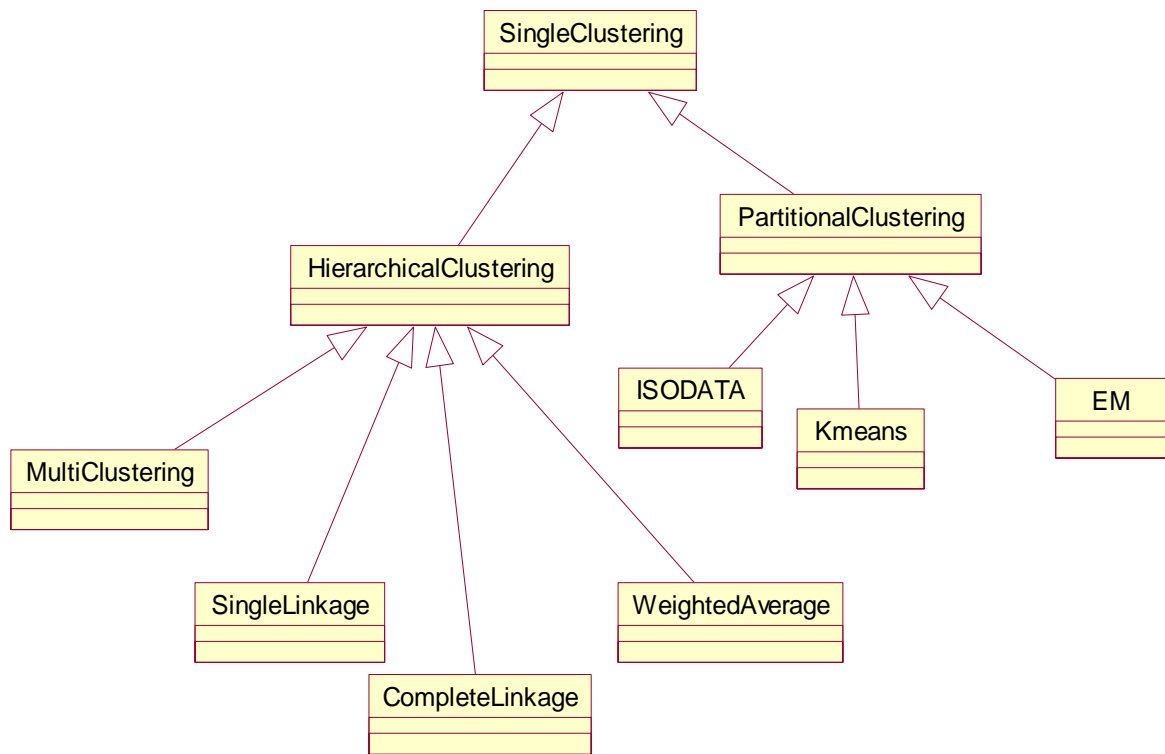 SingleClustering
PartitionalClustering
HierarchicalClustering
ISODATA
EM
Kmeans
MultiClustering
SingleLinkage
WeightedAverage
CompleteLinkage